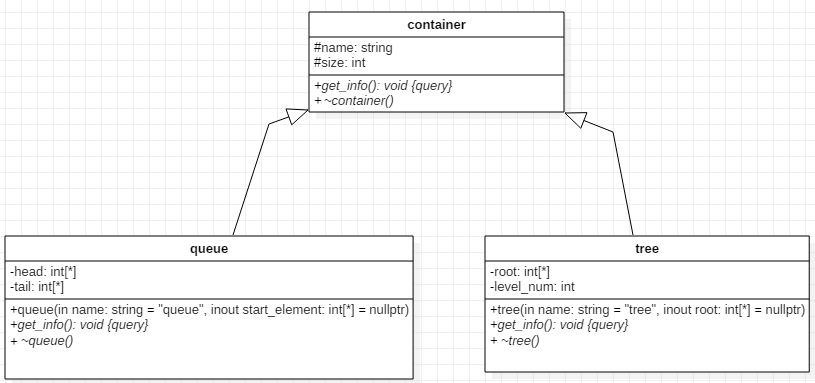 container
#name: string
#size: int
+get_info(): void {query}
+ ~container()
queue
-head: int[*]
-tail: int[*]
+queue(in name: string = "queue", inout start_element: int[*] = nullptr)
+get_info(): void {query}
+ ~queue()
tree
-root: int[*]
-level_num: int
+tree(in name: string = "tree", inout root: int[*] = nullptr)
+get_info(): void {query}
+ ~tree()